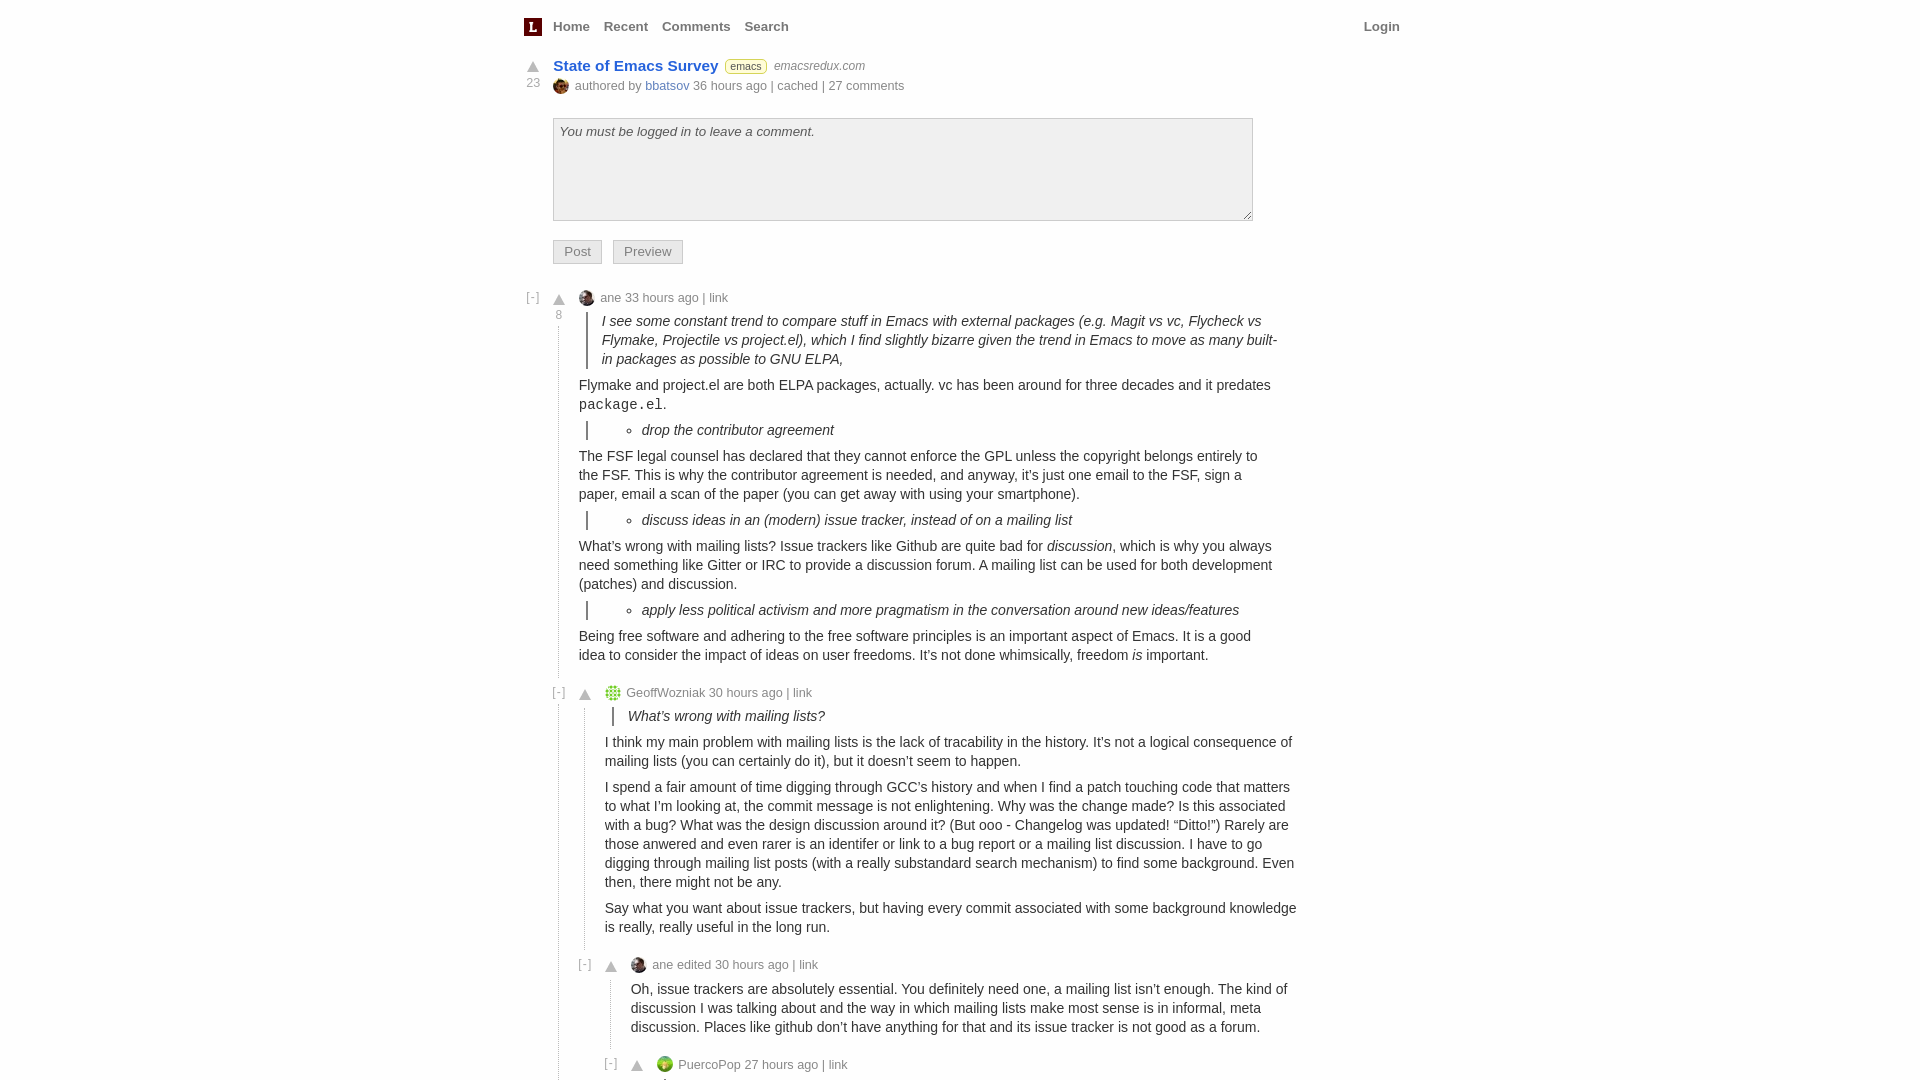 L Home Recent Comments Search Login
State of Emacs Survey emacs emacsredux.com
23
authored by bbatsov 36 hours ago | cached | 27 comments
You must be logged in to leave a comment.
Post Preview
[-] ane 33 hours ago | link
8
I see some constant trend to compare stuff in Emacs with external packages (e.g. Magit vs vc, Flycheck vs
Flymake, Projectile vs project.el), which I find slightly bizarre given the trend in Emacs to move as many built-
in packages as possible to GNU ELPA,
Flymake and project.el are both ELPA packages, actually. vc has been around for three decades and it predates
package.el.
◦ drop the contributor agreement
The FSF legal counsel has declared that they cannot enforce the GPL unless the copyright belongs entirely to
the FSF. This is why the contributor agreement is needed, and anyway, it’s just one email to the FSF, sign a
paper, email a scan of the paper (you can get away with using your smartphone).
◦ discuss ideas in an (modern) issue tracker, instead of on a mailing list
What’s wrong with mailing lists? Issue trackers like Github are quite bad for discussion, which is why you always
need something like Gitter or IRC to provide a discussion forum. A mailing list can be used for both development
(patches) and discussion.
◦ apply less political activism and more pragmatism in the conversation around new ideas/features
Being free software and adhering to the free software principles is an important aspect of Emacs. It is a good
idea to consider the impact of ideas on user freedoms. It’s not done whimsically, freedom is important.
[-] GeoffWozniak 30 hours ago | link
What’s wrong with mailing lists?
I think my main problem with mailing lists is the lack of tracability in the history. It’s not a logical consequence of
mailing lists (you can certainly do it), but it doesn’t seem to happen.
I spend a fair amount of time digging through GCC’s history and when I find a patch touching code that matters
to what I’m looking at, the commit message is not enlightening. Why was the change made? Is this associated
with a bug? What was the design discussion around it? (But ooo - Changelog was updated! “Ditto!”) Rarely are
those anwered and even rarer is an identifer or link to a bug report or a mailing list discussion. I have to go
digging through mailing list posts (with a really substandard search mechanism) to find some background. Even
then, there might not be any.
Say what you want about issue trackers, but having every commit associated with some background knowledge
is really, really useful in the long run.
[-] ane edited 30 hours ago | link
Oh, issue trackers are absolutely essential. You definitely need one, a mailing list isn’t enough. The kind of
discussion I was talking about and the way in which mailing lists make most sense is in informal, meta
discussion. Places like github don’t have anything for that and its issue tracker is not good as a forum.
[-] PuercoPop 27 hours ago | link